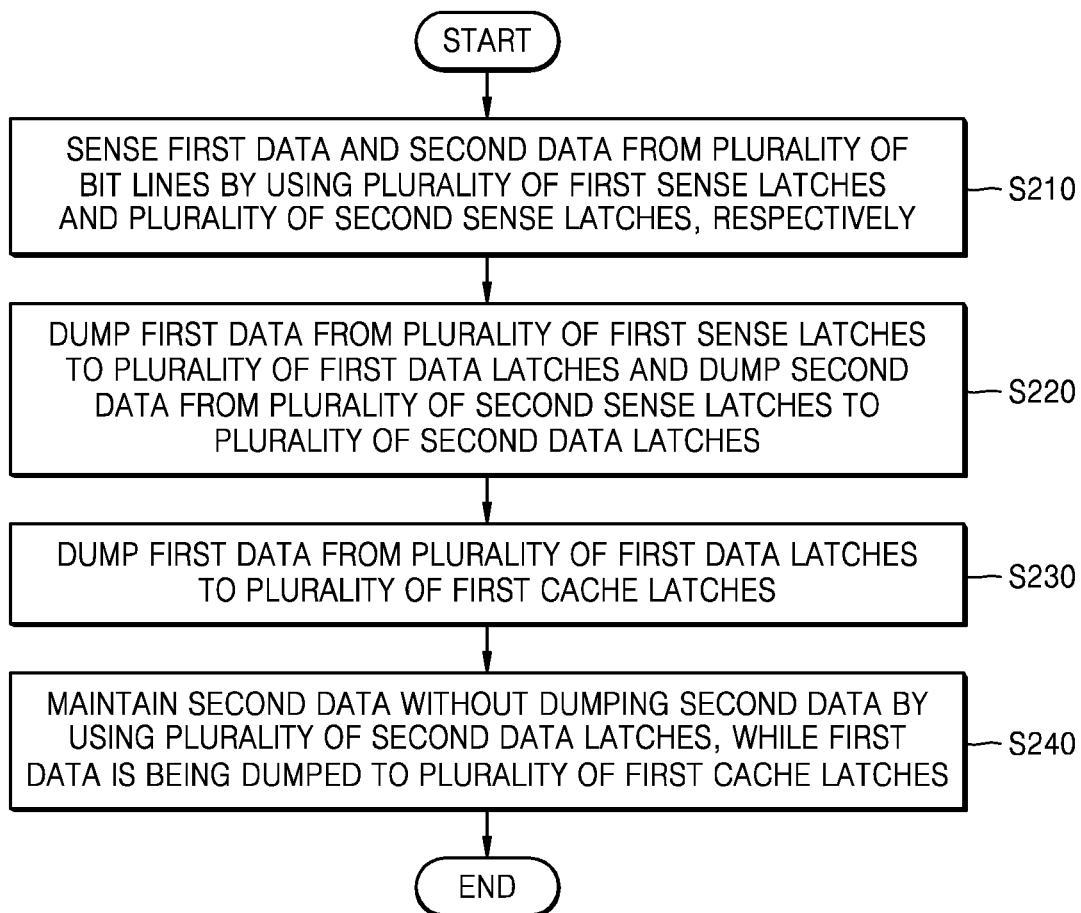 START
SENSE FIRST DATA AND SECOND DATA FROM PLURALITY OF
BIT LINES BY USING PLURALITY OF FIRST SENSE LATCHES
AND PLURALITY OF SECOND SENSE LATCHES, RESPECTIVELY
S210
DUMP FIRST DATA FROM PLURALITY OF FIRST SENSE LATCHES
TO PLURALITY OF FIRST DATA LATCHES AND DUMP SECOND
DATA FROM PLURALITY OF SECOND SENSE LATCHES TO
PLURALITY OF SECOND DATA LATCHES
S220
DUMP FIRST DATA FROM PLURALITY OF FIRST DATA LATCHES
TO PLURALITY OF FIRST CACHE LATCHES
S230
MAINTAIN SECOND DATA WITHOUT DUMPING SECOND DATA BY
USING PLURALITY OF SECOND DATA LATCHES, WHILE FIRST
DATA IS BEING DUMPED TO PLURALITY OF FIRST CACHE LATCHES
S240
END